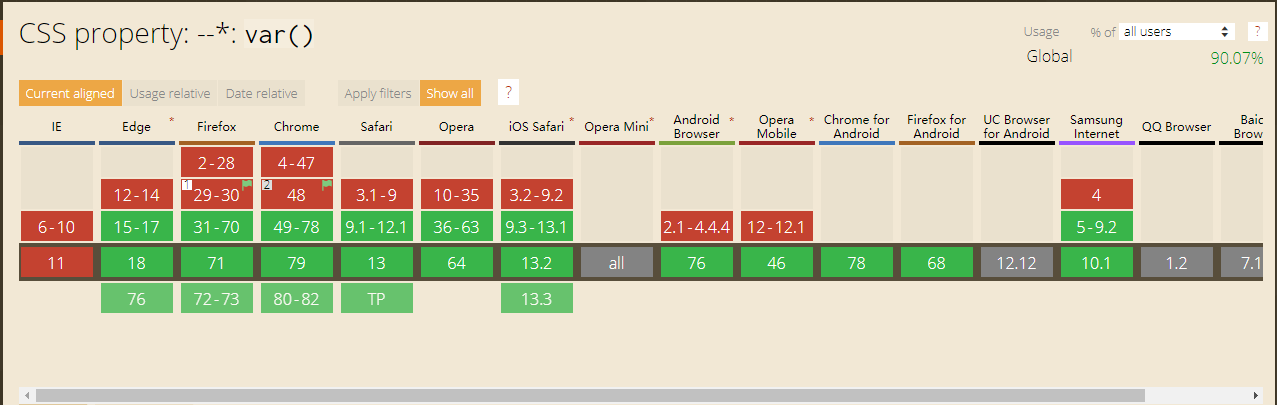 CSS property: --*: var()
Usage % of all users ?
Global 90.07%
Current aligned Usage relative Date relative Apply filters Show all ?
IE Edge * Firefox Chrome Safari Opera iOS Safari * Opera Mini * Android Browser * Opera Mobile * Chrome for Android Firefox for Android UC Browser for Android Samsung Internet QQ Browser Baid Brow
2-28 4-47
12-14 1 29-30 2 48 3.1-9 10-35 3.2-9.2 4
6-10 15-17 31-70 49-78 9.1-12.1 36-63 9.3-13.1 2.1-4.4.4 12-12.1 5-9.2
11 18 71 79 13 64 13.2 all 76 46 78 68 12.12 10.1 1.2 7.1
76 72-73 80-82 TP 13.3